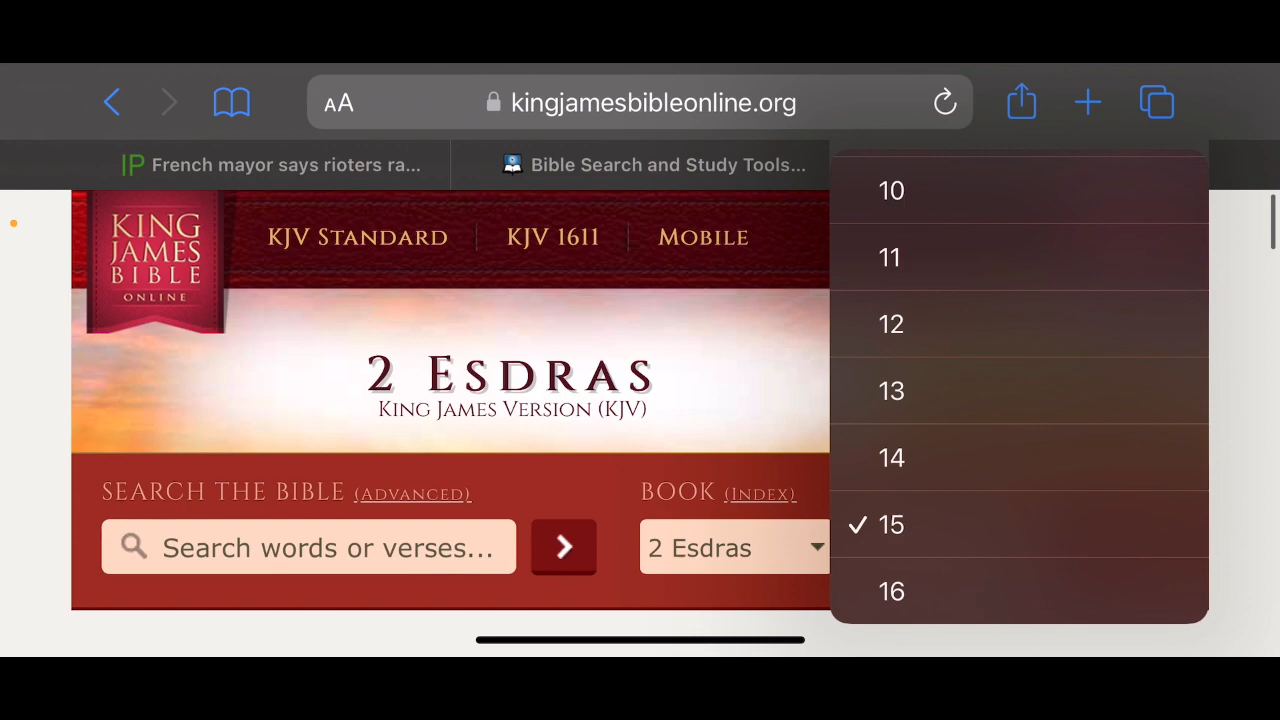 AA
kingjamesbibleonline.org
French mayor says rioters ra...
Bible Search and Study Tools...
KING
JAMES
BIBLE
ONLINE
KJV STANDARD
KJV 1611
MOBILE
2 ESDRAS
KING JAMES VERSION (KJV)
SEARCH THE BIBLE (ADVANCED)
Search words or verses...
BOOK (INDEX)
2 Esdras
10
11
12
13
14
✓ 15
16